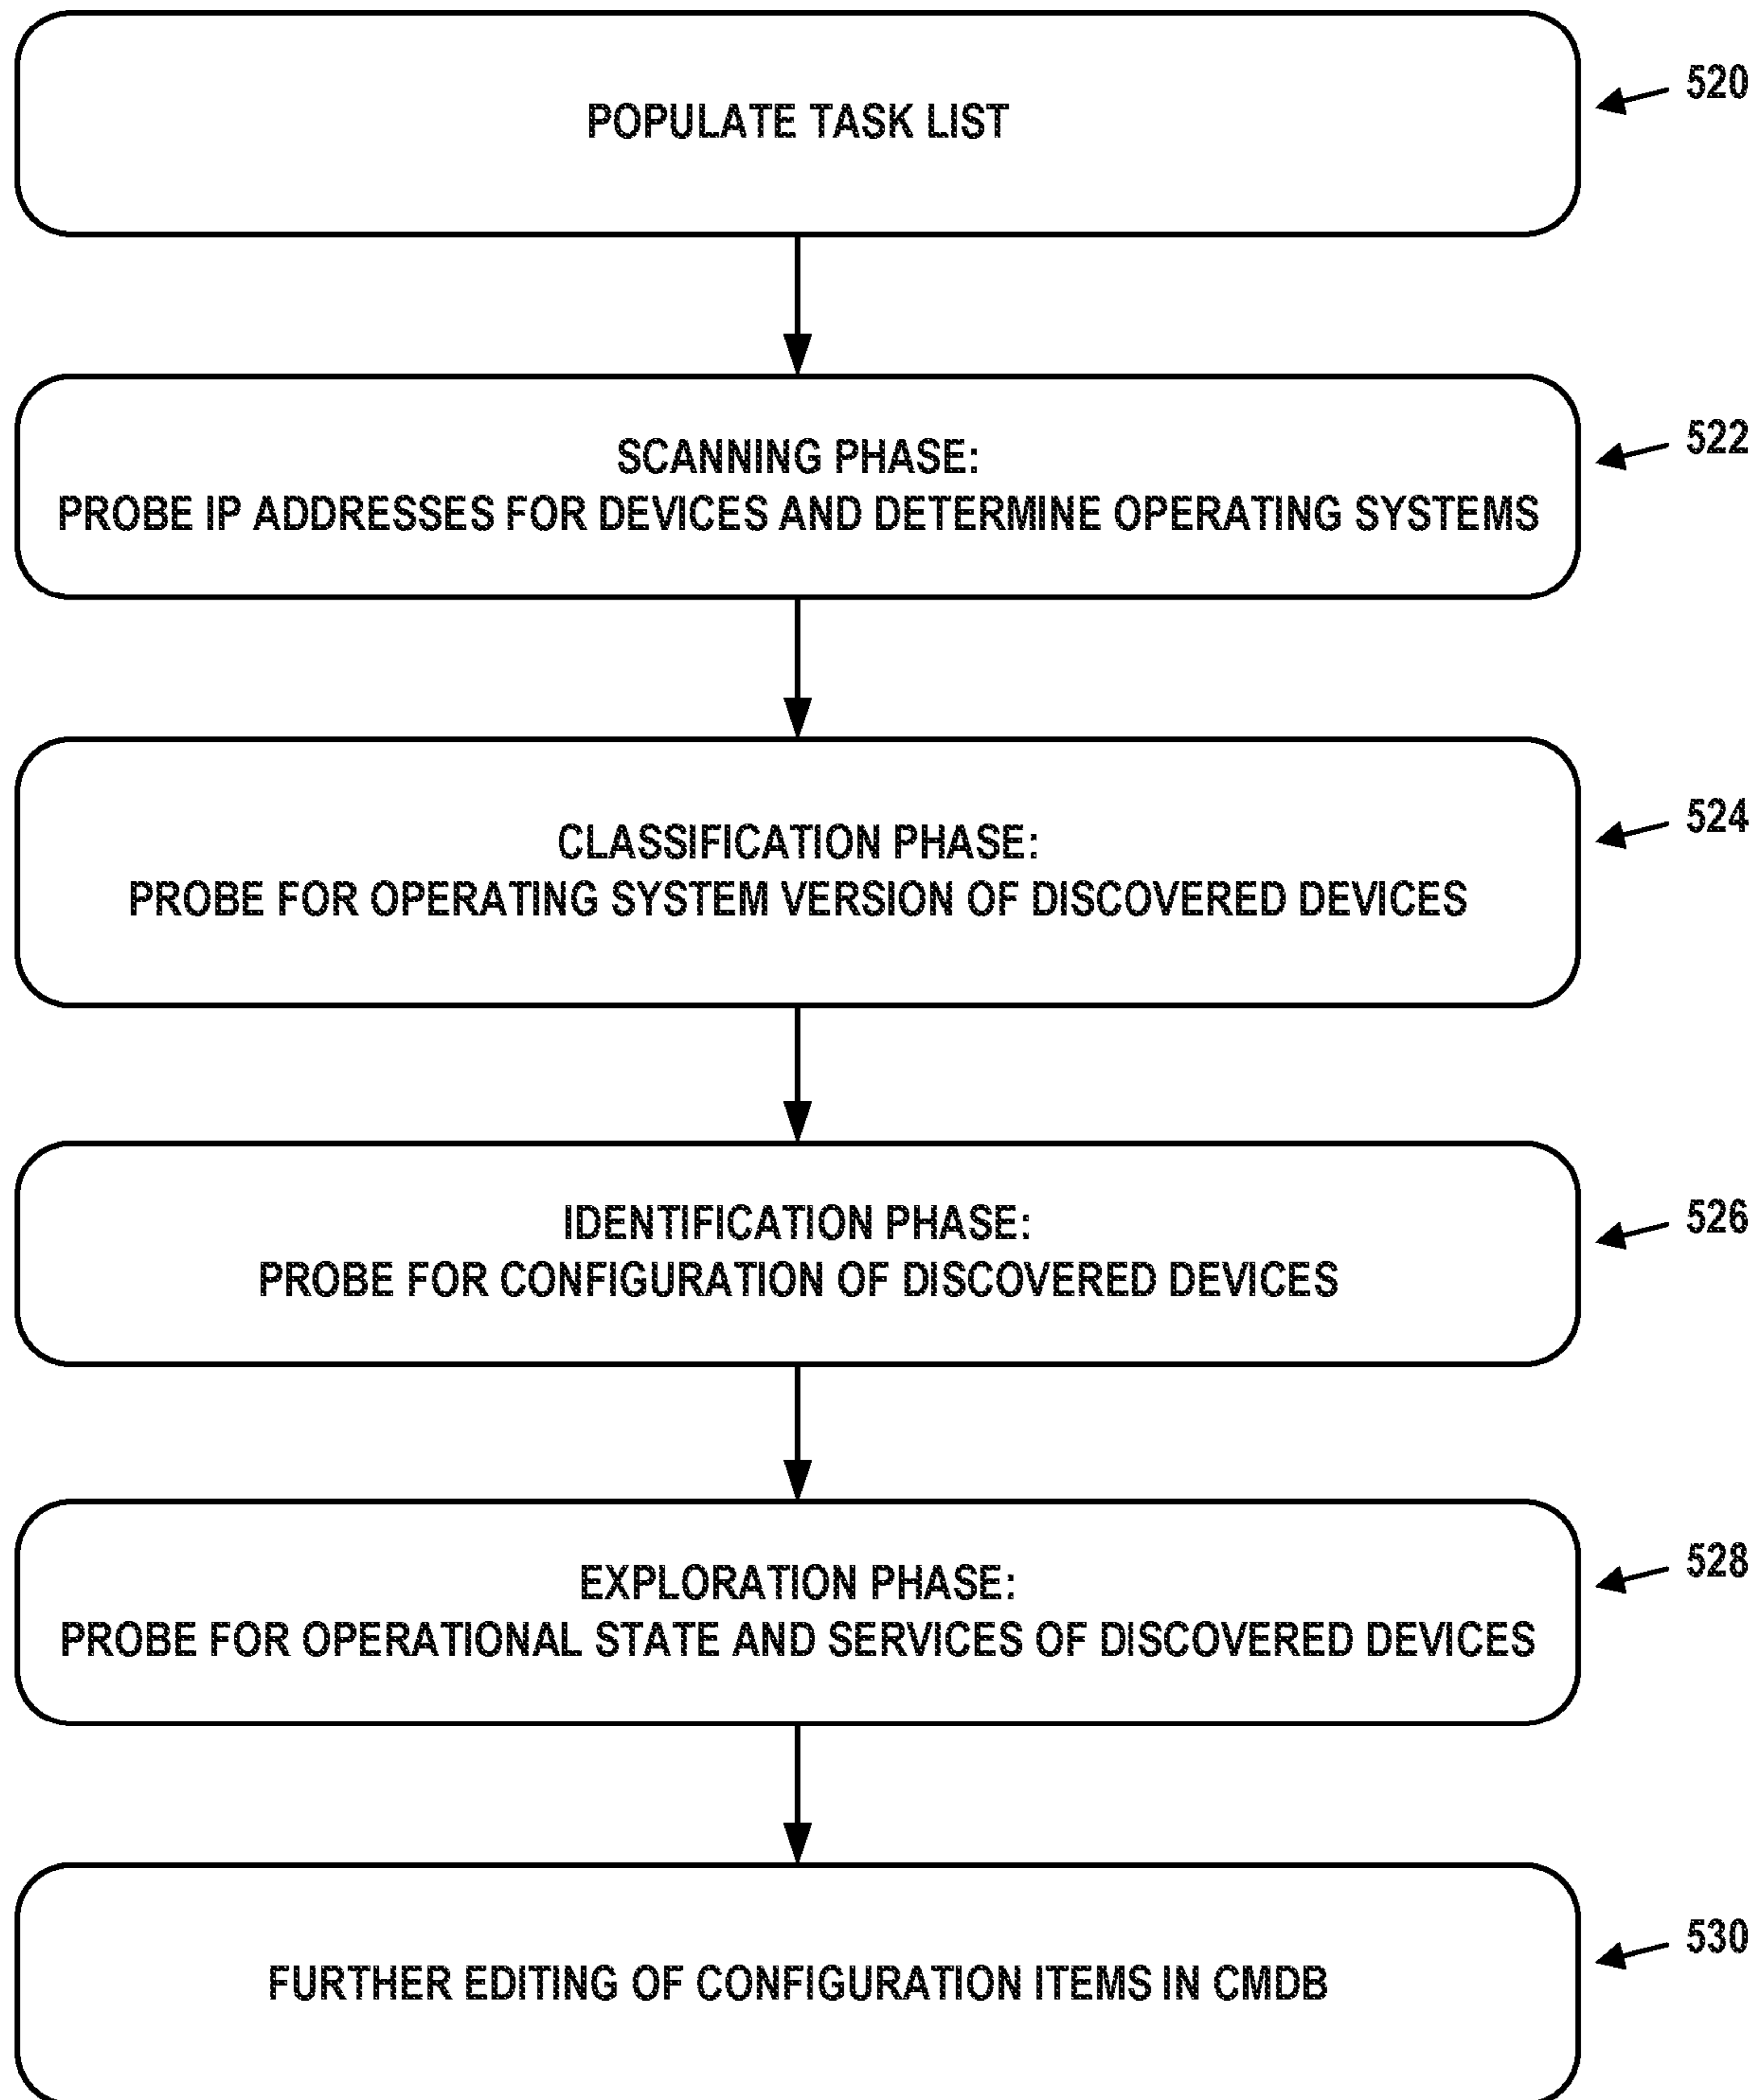 POPULATE TASK LIST
520
SCANNING PHASE:
PROBE IP ADDRESSES FOR DEVICES AND DETERMINE OPERATING SYSTEMS
522
CLASSIFICATION PHASE:
PROBE FOR OPERATING SYSTEM VERSION OF DISCOVERED DEVICES
524
IDENTIFICATION PHASE:
PROBE FOR CONFIGURATION OF DISCOVERED DEVICES
526
EXPLORATION PHASE:
PROBE FOR OPERATIONAL STATE AND SERVICES OF DISCOVERED DEVICES
528
FURTHER EDITING OF CONFIGURATION ITEMS IN CMDB
530